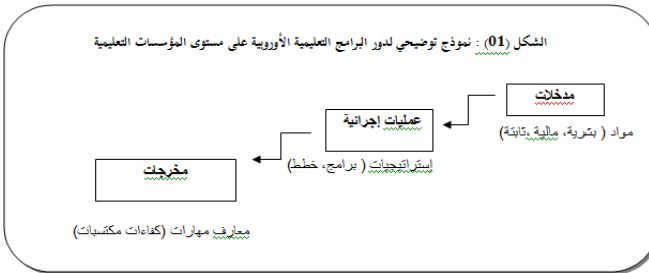 الشكل (01) : نموذج توضيحي لدور البرامج التعليمية الأوروبية على مستوى المؤسسات التعليمية
مدخلات
مواد ( بشرية، مالية ،ثابتة)
عمليات إجرائية
إستراتيجيات ( برامج، خطط)
مخرجات
معارف مهارات (كفاءات مكتسبات)